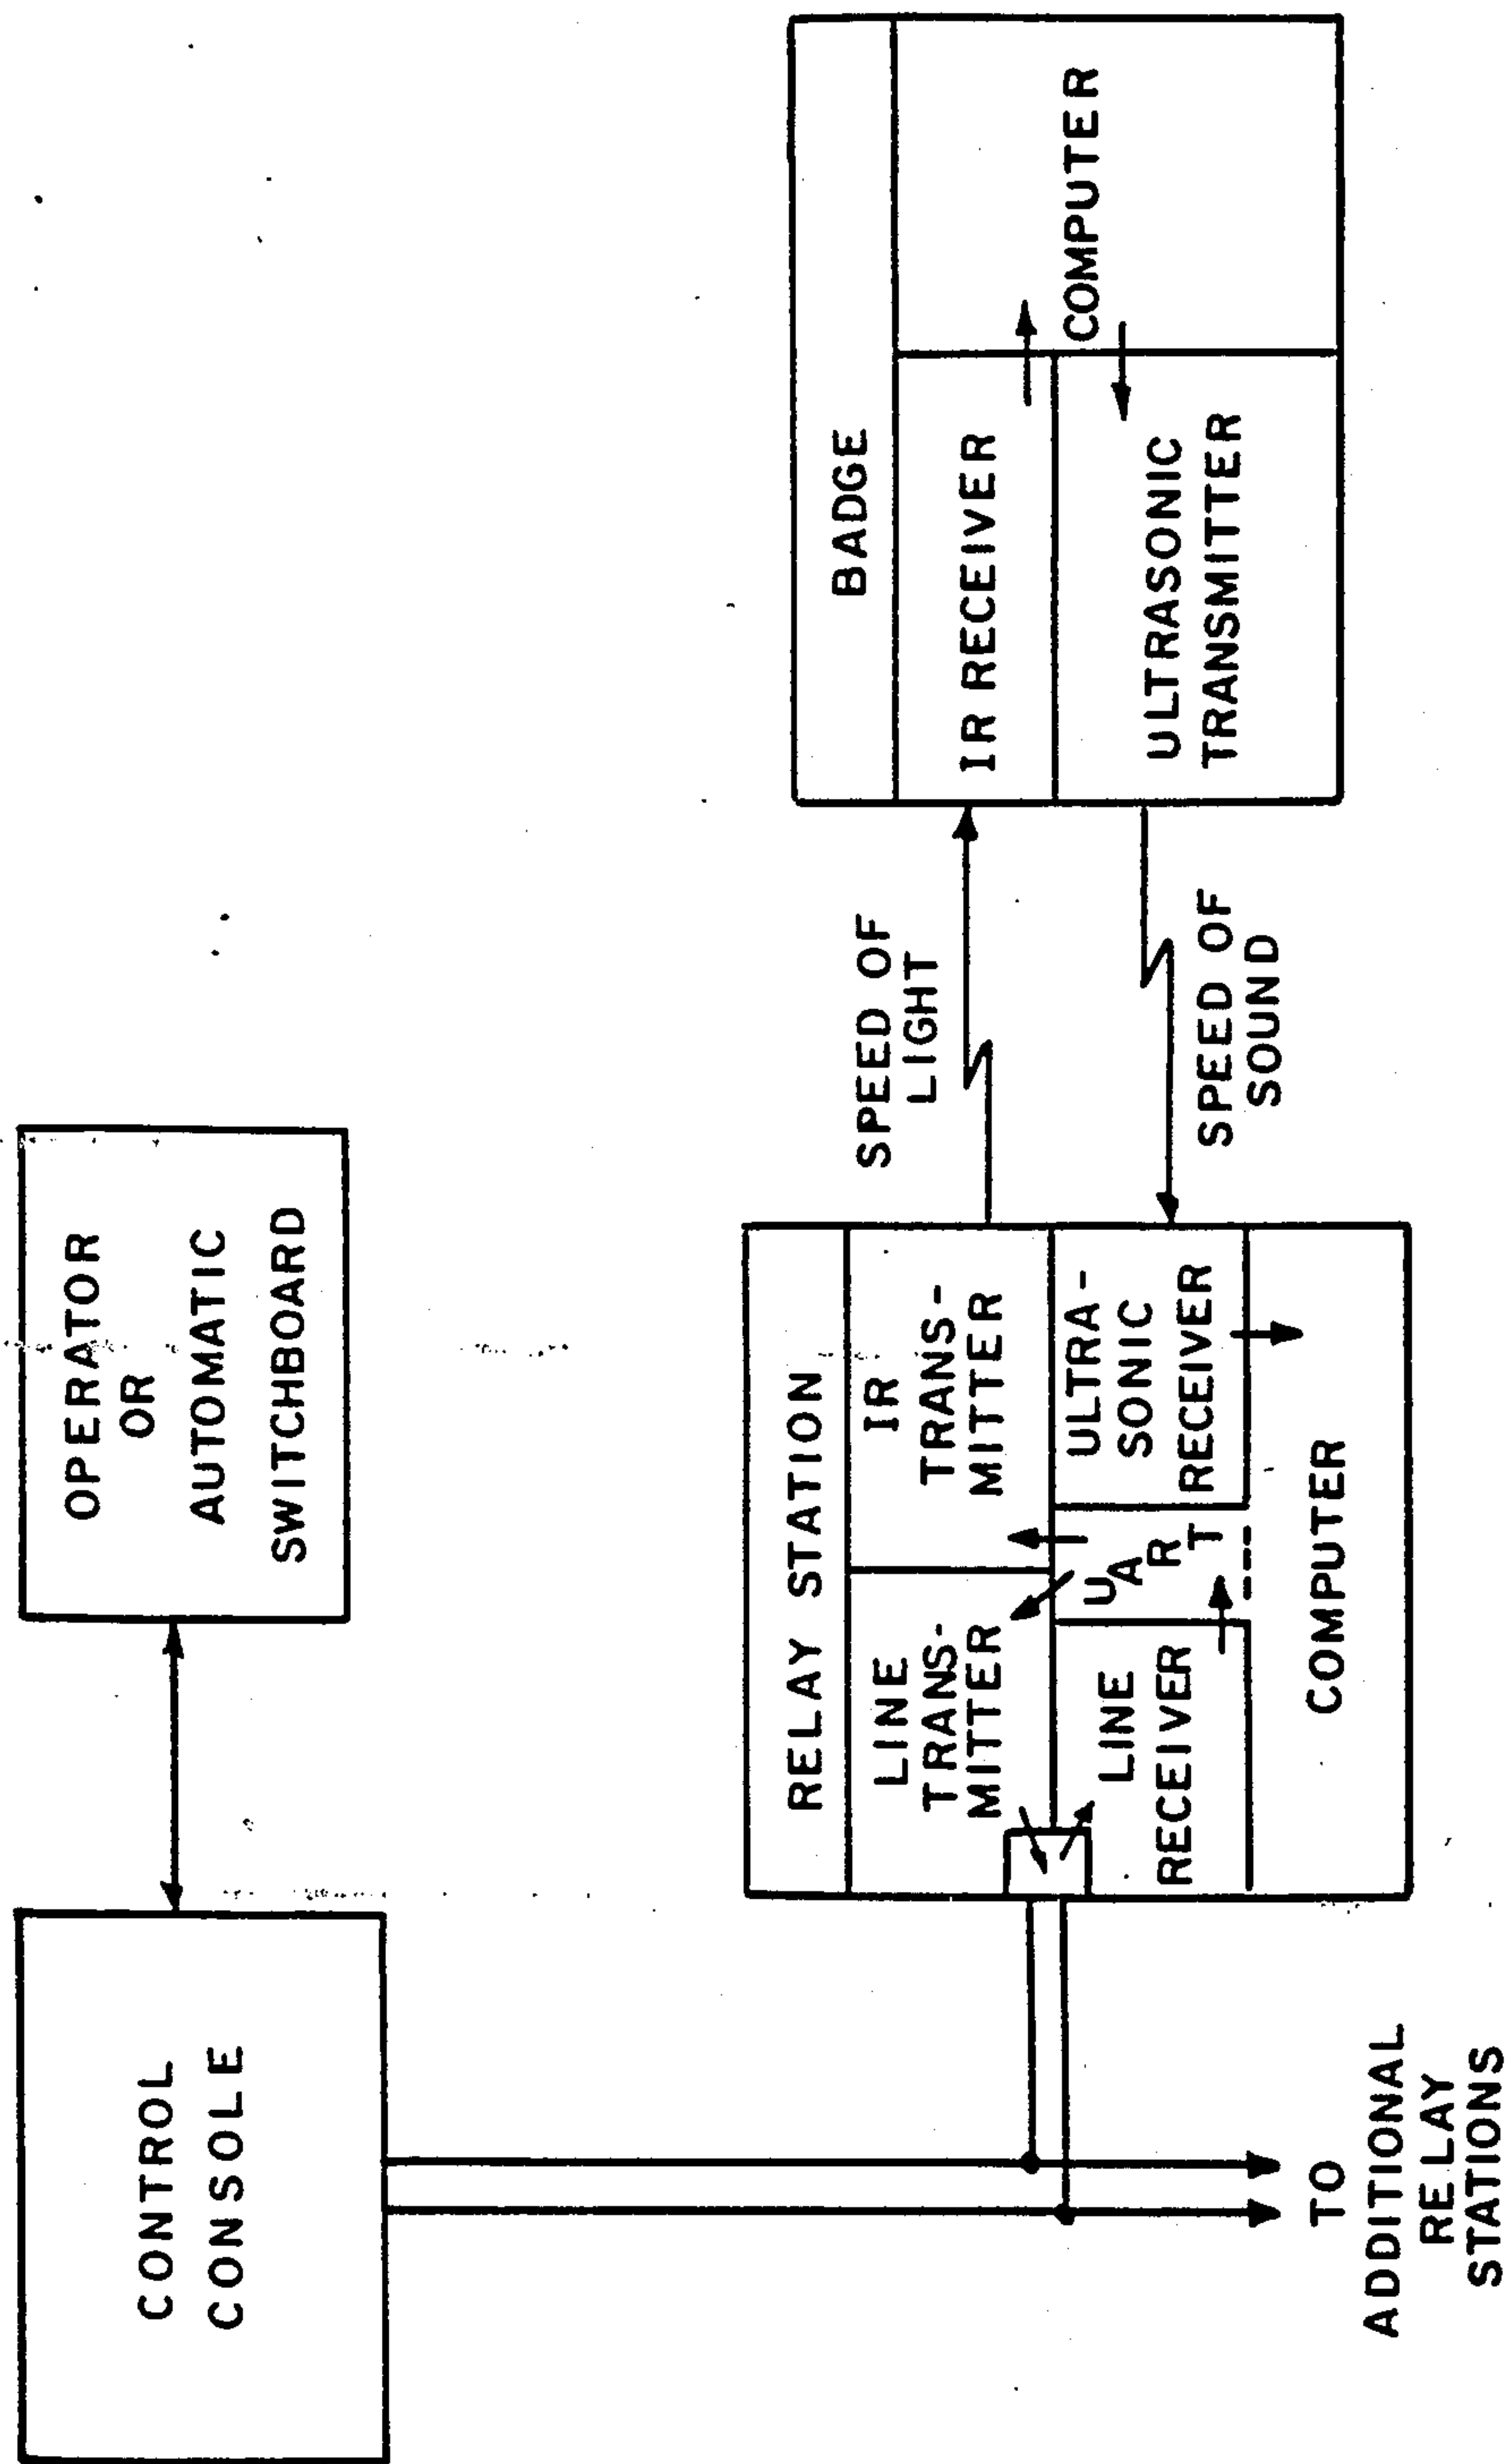 CONTROL
CONSOLE
OPERATOR
OR
AUTOMATIC
SWITCHBOARD
TO
ADDITIONAL
RELAY
STATIONS
RELAY STATION
LINE
TRANS-
MITTER
IR
TRANS-
MITTER
LINE
RECEIVER
UART
ULTRA-
SONIC
RECEIVER
COMPUTER
SPEED OF
LIGHT
SPEED OF
SOUND
BADGE
IR RECEIVER
ULTRASONIC
TRANSMITTER
COMPUTER